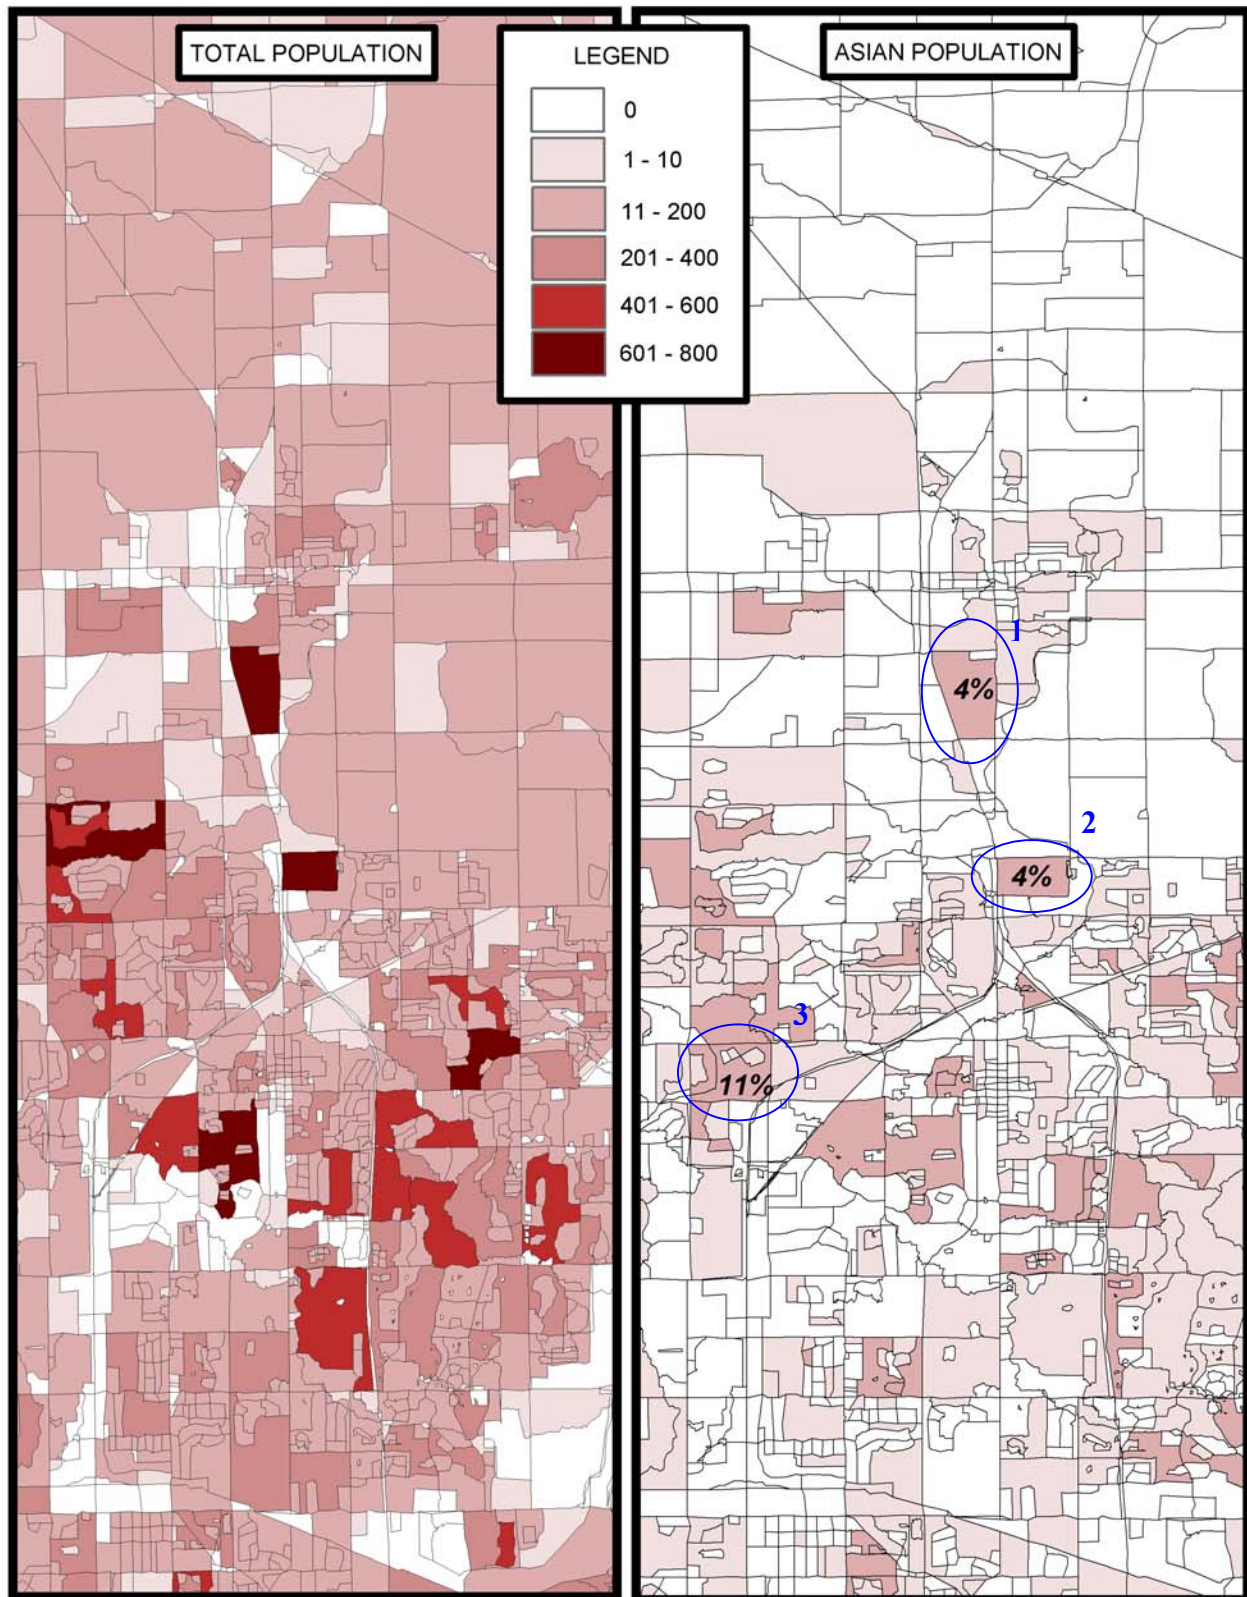 TOTAL POPULATION
LEGEND
0
1 - 10
11 - 200
201 - 400
401 - 600
601 - 800
ASIAN POPULATION
1
4%
2
4%
3
11%